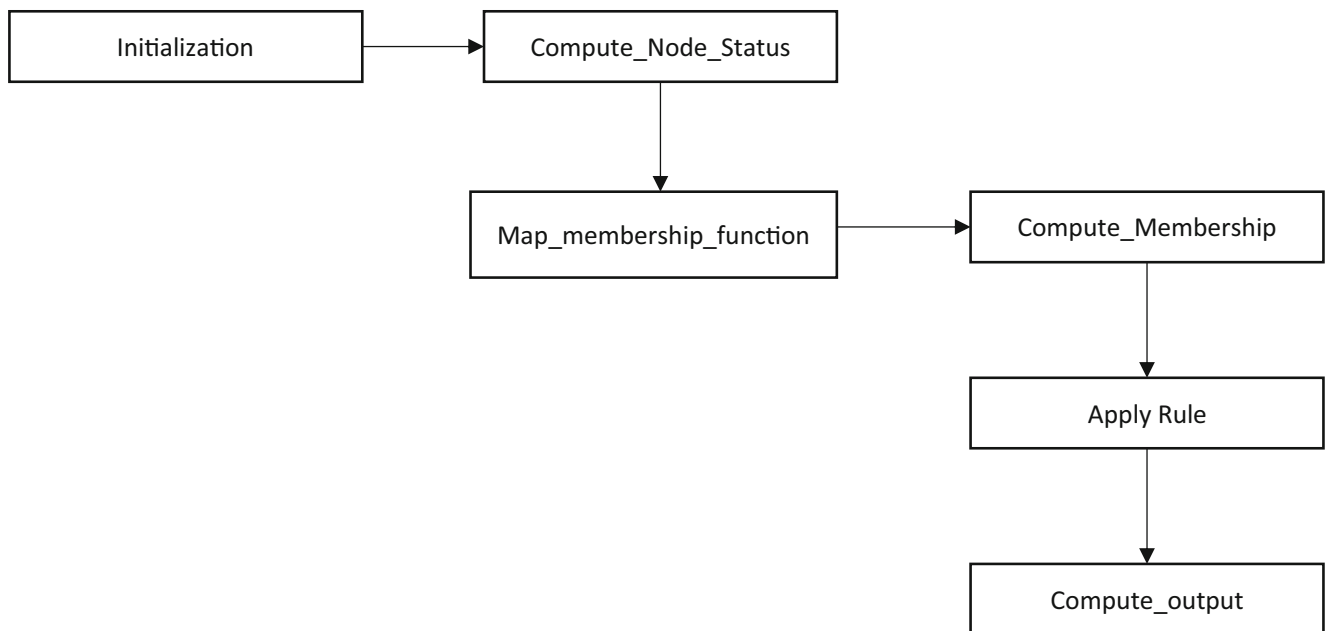 Initialization
Compute_Node_Status
Map_membership_function
Compute_Membership
Apply Rule
Compute_output